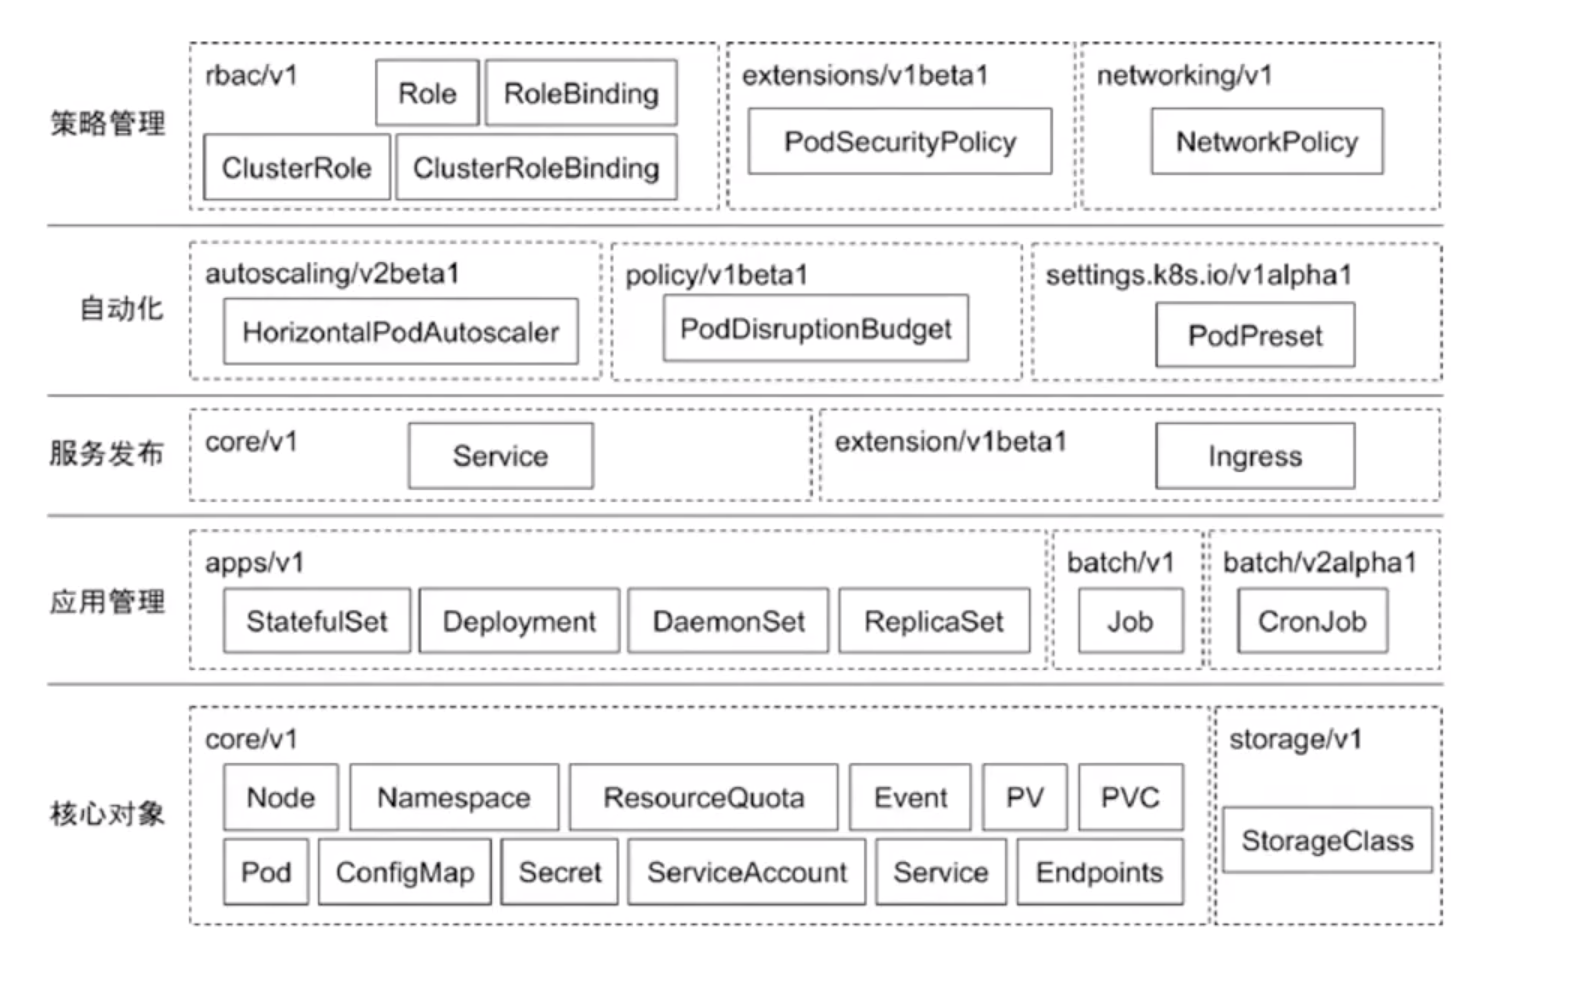 策略管理
rbac/v1
Role
RoleBinding
ClusterRole
ClusterRoleBinding
extensions/v1beta1
PodSecurityPolicy
networking/v1
NetworkPolicy
自动化
autoscaling/v2beta1
HorizontalPodAutoscaler
policy/v1beta1
PodDisruptionBudget
settings.k8s.io/v1alpha1
PodPreset
服务发布
core/v1
Service
extension/v1beta1
Ingress
应用管理
apps/v1
StatefulSet
Deployment
DaemonSet
ReplicaSet
batch/v1
Job
batch/v2alpha1
CronJob
核心对象
core/v1
Node
Namespace
ResourceQuota
Event
PV
PVC
Pod
ConfigMap
Secret
ServiceAccount
Service
Endpoints
storage/v1
StorageClass